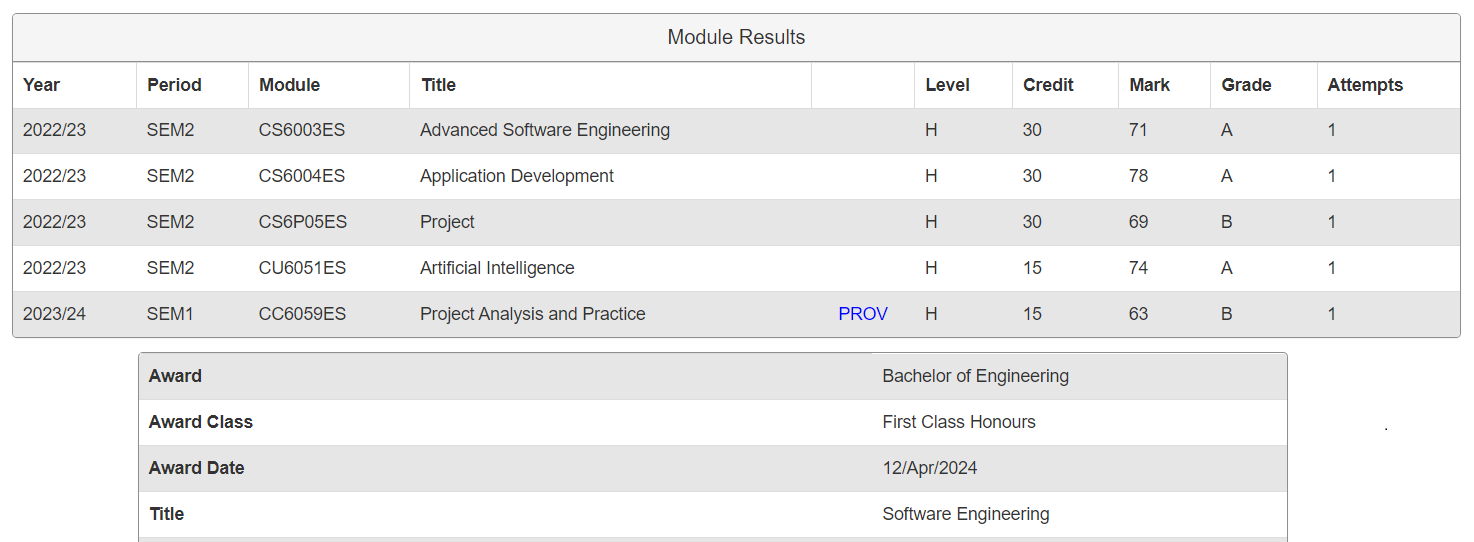 Module Results
Year Period Module Title Level Credit Mark Grade Attempts
2022/23 SEM2 CS6003ES Advanced Software Engineering H 30 71 A 1
2022/23 SEM2 CS6004ES Application Development H 30 78 A 1
2022/23 SEM2 CS6P05ES Project H 30 69 B 1
2022/23 SEM2 CU6051ES Artificial Intelligence H 15 74 A 1
2023/24 SEM1 CC6059ES Project Analysis and Practice PROV H 15 63 B 1
Award Bachelor of Engineering
Award Class First Class Honours
Award Date 12/Apr/2024
Title Software Engineering